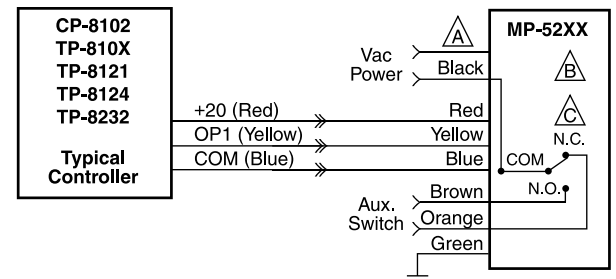 CP-8102
TP-810X
TP-8121
TP-8124
TP-8232
Typical
Controller
+20 (Red)
OP1 (Yellow)
COM (Blue)
Vac
Power
A
Black
Red
Yellow
Blue
Aux.
Switch
Brown
Orange
Green
MP-52XX
B
C
N.C.
COM
N.O.